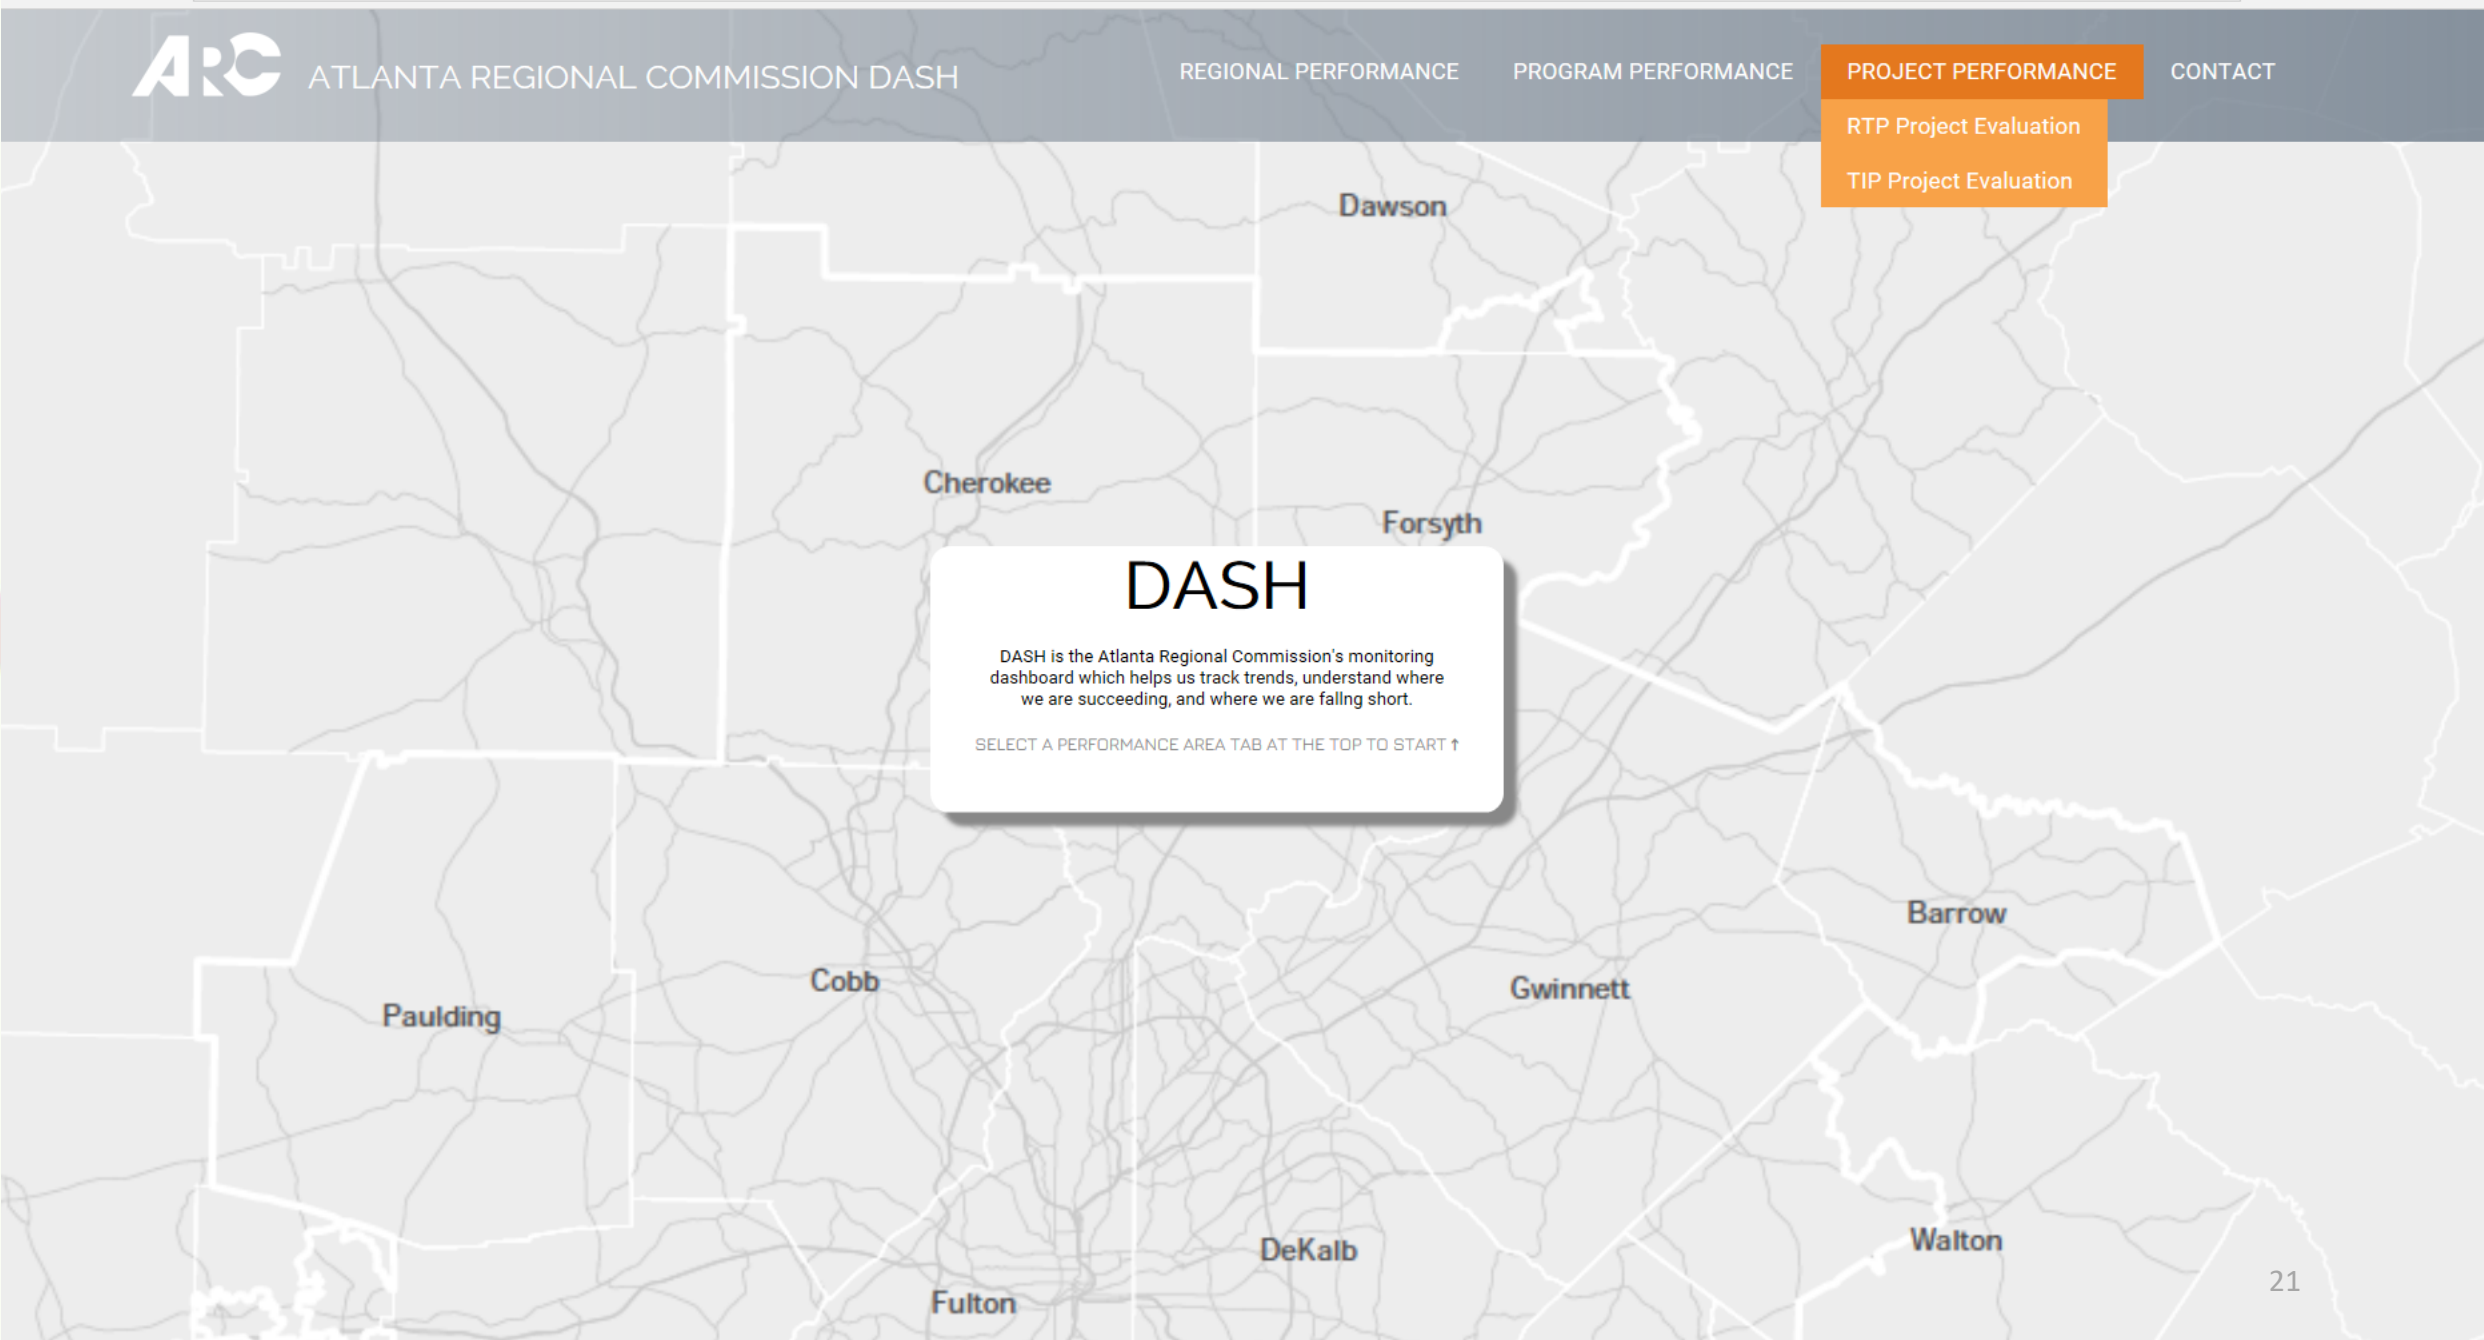 ARC ATLANTA REGIONAL COMMISSION DASH
REGIONAL PERFORMANCE
PROGRAM PERFORMANCE
PROJECT PERFORMANCE
CONTACT
RTP Project Evaluation
TIP Project Evaluation
Dawson
Cherokee
Forsyth
DASH
DASH is the Atlanta Regional Commission's monitoring
dashboard which helps us track trends, understand where
we are succeeding, and where we are fallng short.
SELECT A PERFORMANCE AREA TAB AT THE TOP TO START ↑
Barrow
Cobb
Gwinnett
Paulding
Walton
DeKalb
21
Fulton